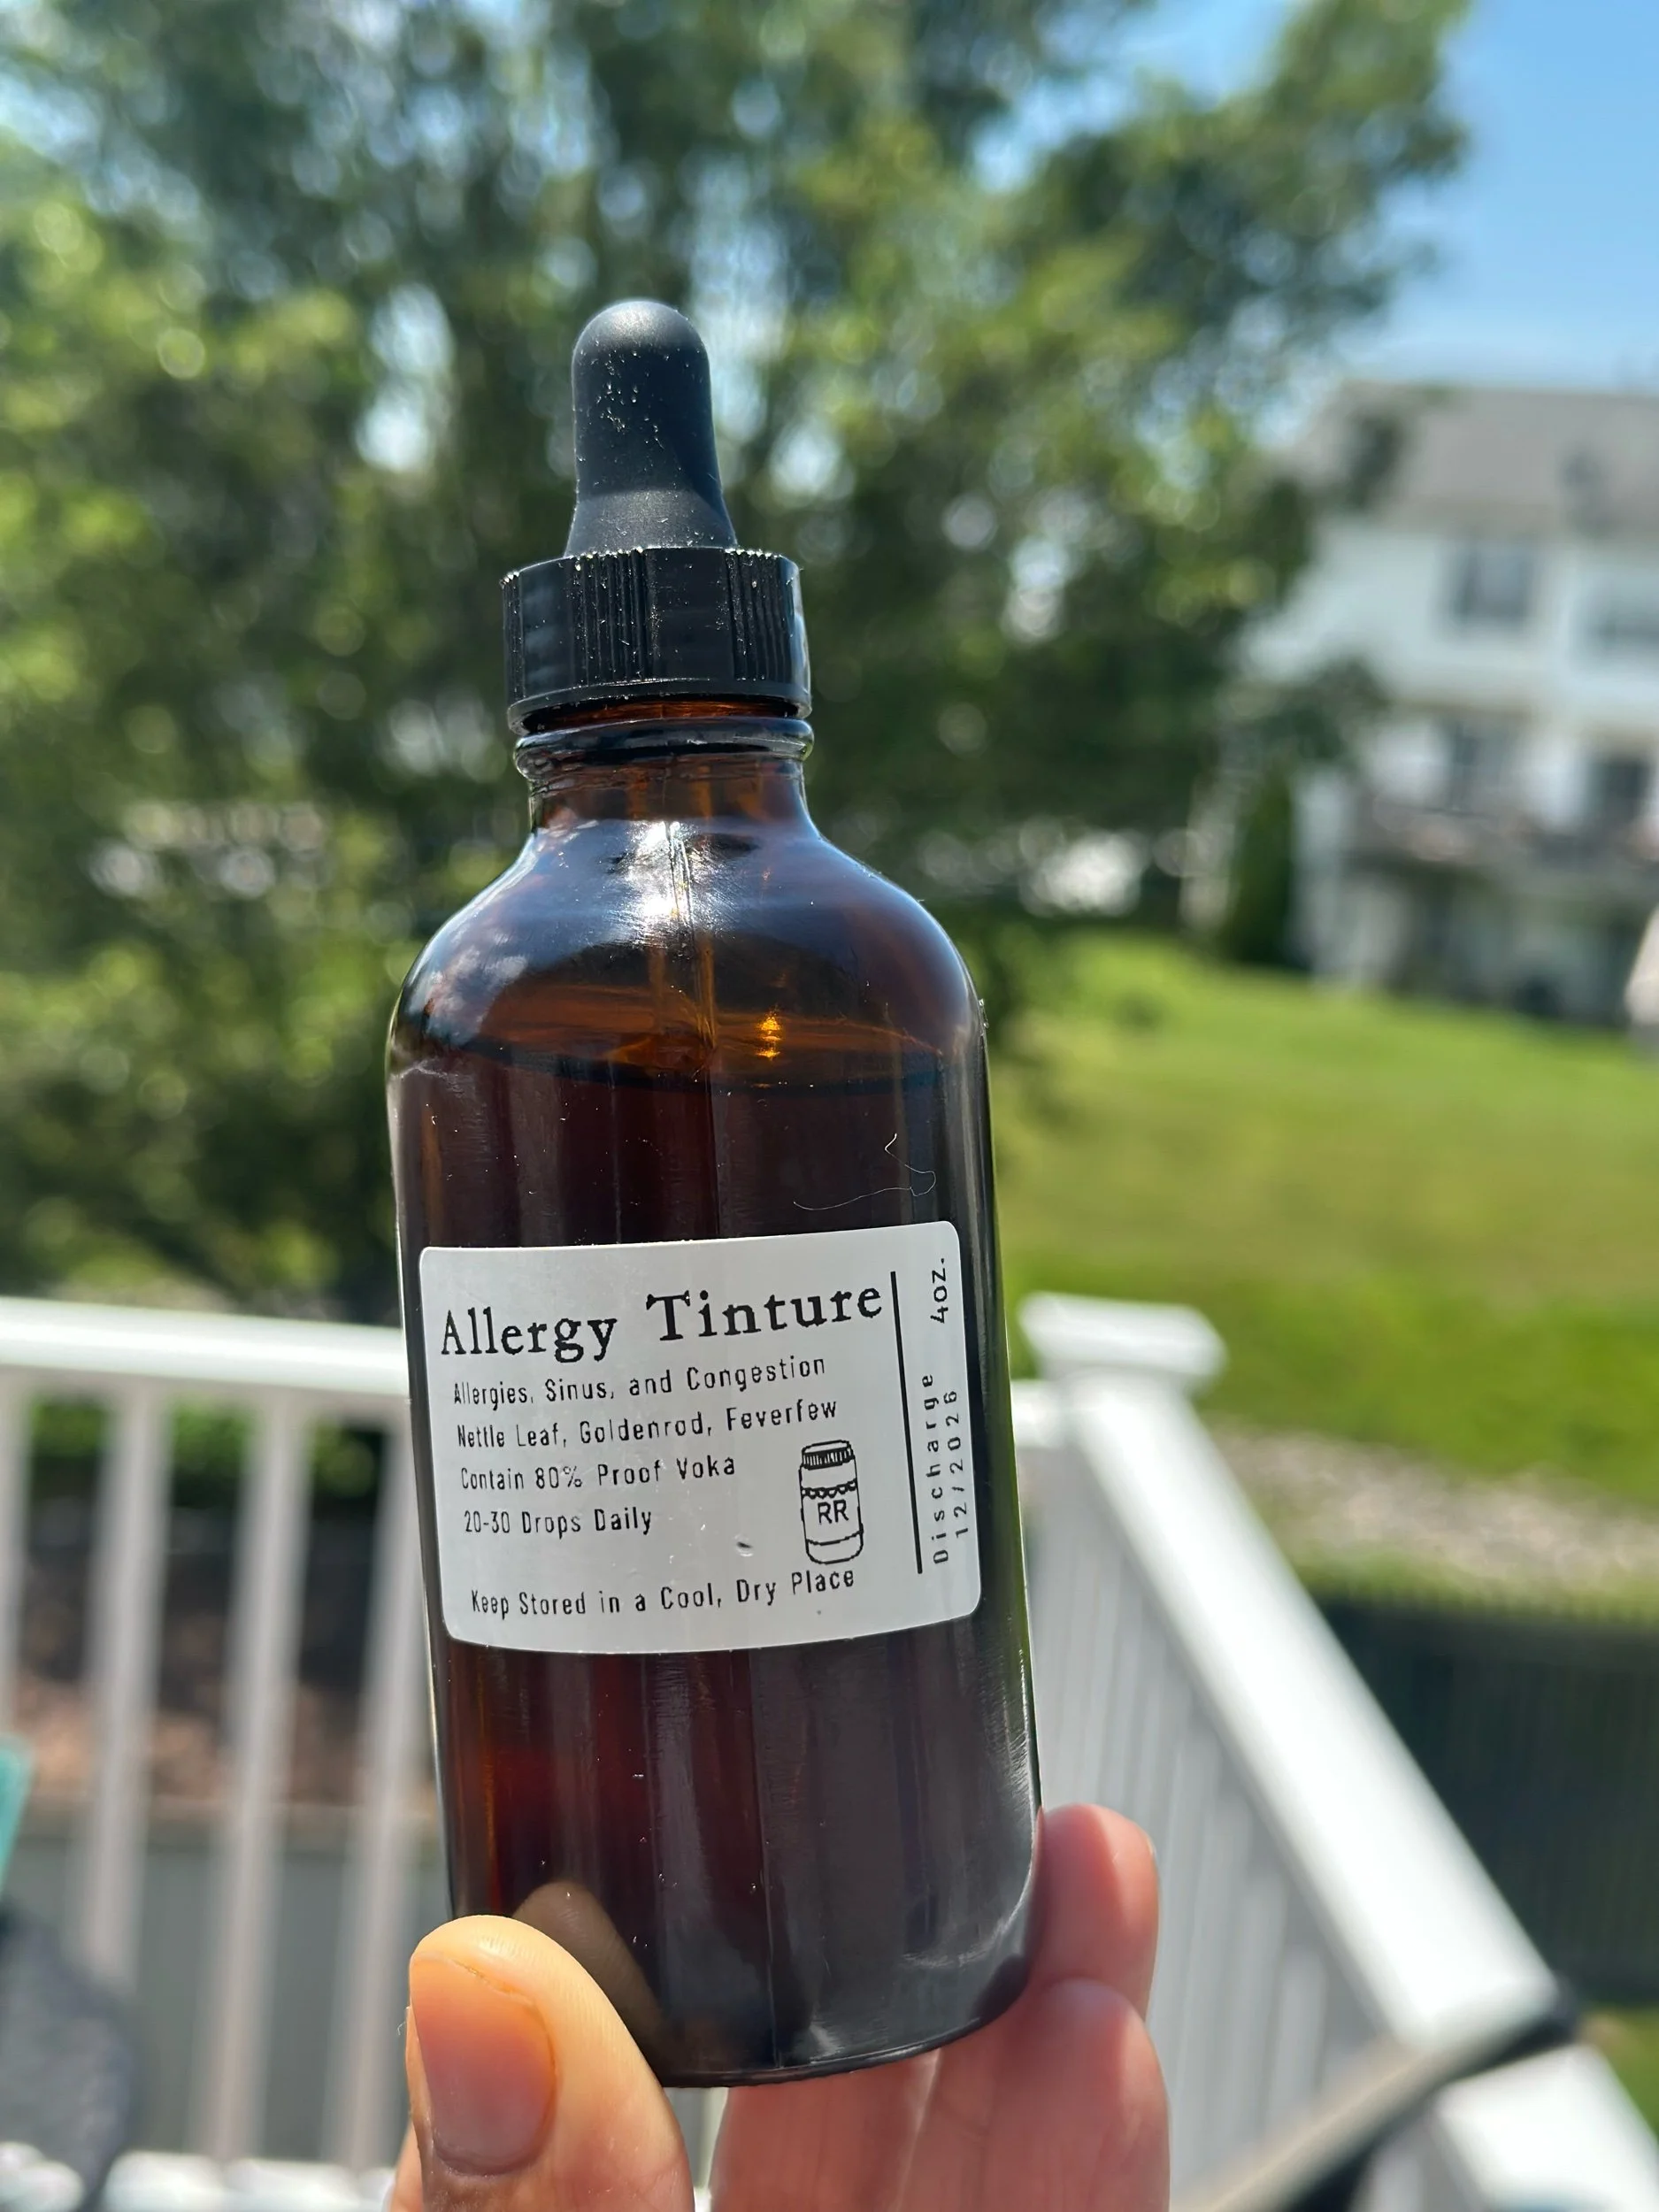 Allergy Tinture
Allergies, Sinus, and Congestion
Nettle Leaf, Goldenrod, Feverfew
Contain 80% Proof Voka
20-30 Drops Daily
RR
Keep Stored in a Cool, Dry Place
Discharge 4oz.
12/2026